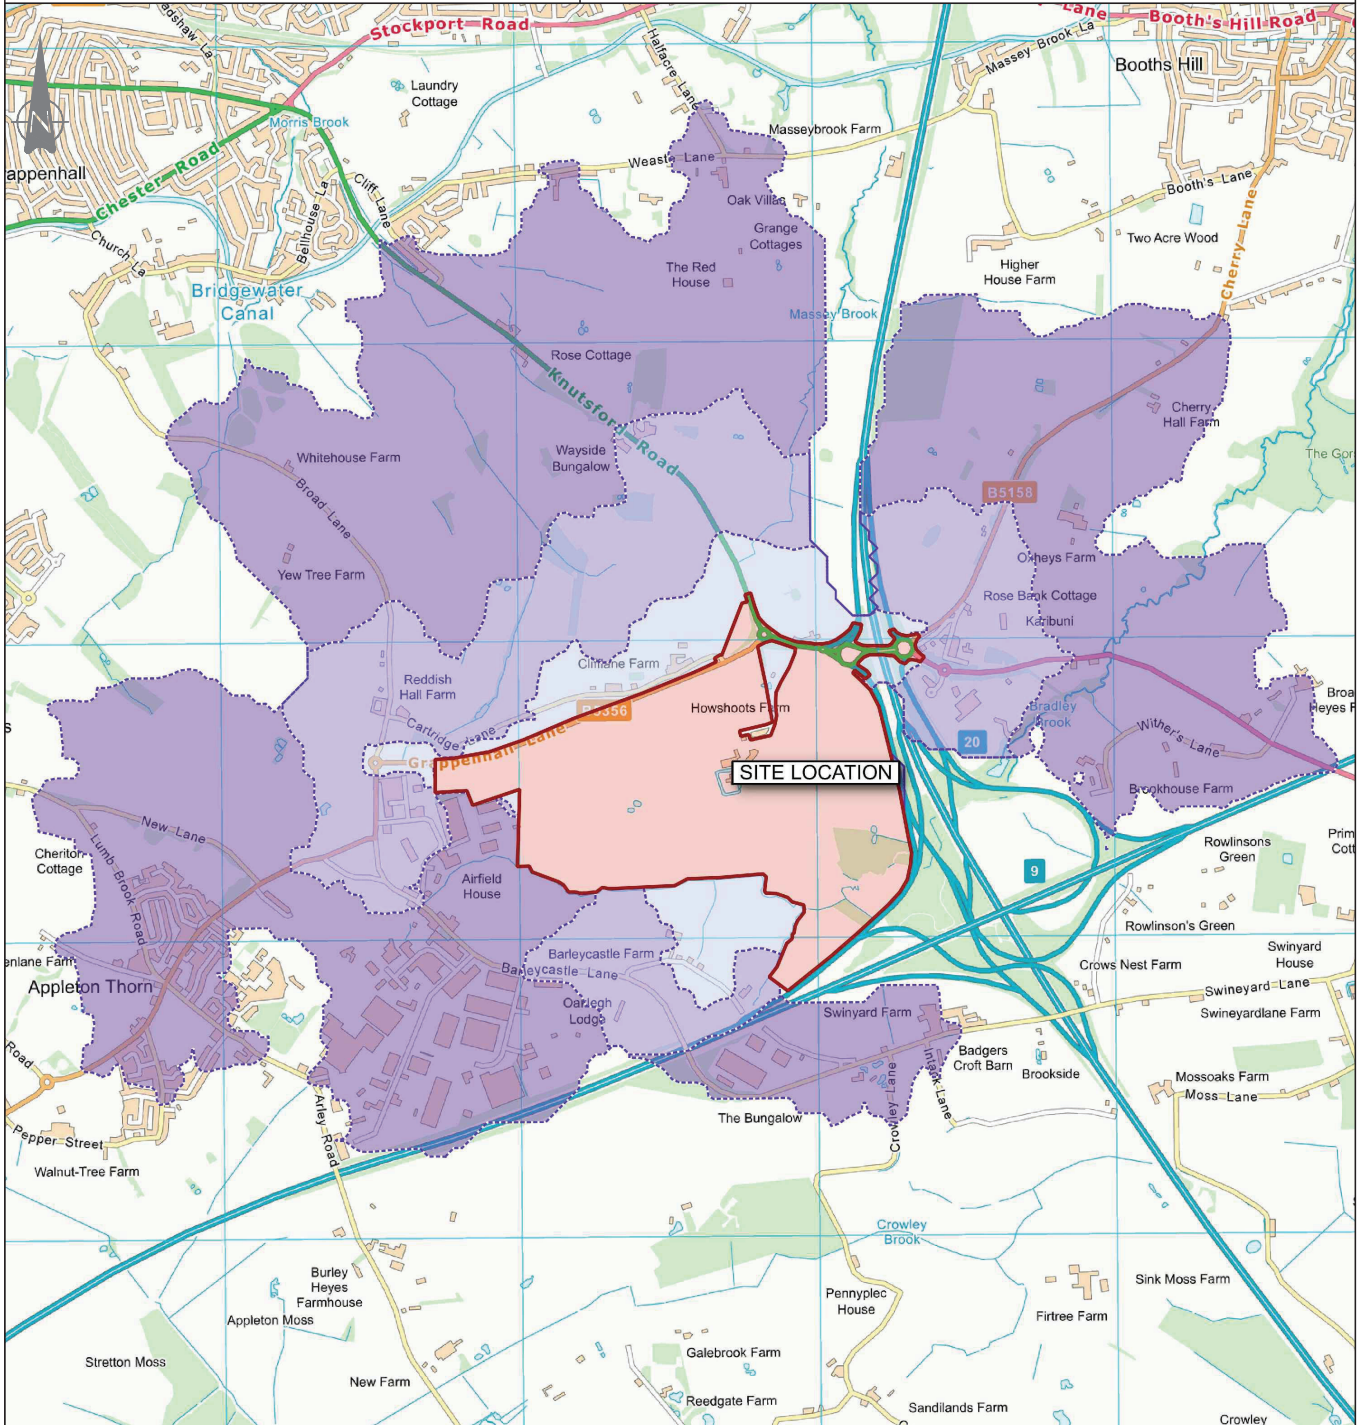 Stockport Road
Lane
Booth's Hill Road
Halfacre Lane
Massey Brook La
Booths Hill
Laundry
Cottage
N
Morris Brook
Masseybrook Farm
Chester Road
Weaste Lane
Cliff Lane
Bellhouse La
Booth's Lane
Oak Villas
Church La
Two Acre Wood
Grange
Cottages
Cherry Lane
The Red
House
Higher
House Farm
Bridgewater
Canal
Massey Brook
Rose Cottage
Knutsford Road
Cherry
Hall Farm
Whitehouse Farm
Wayside
Bungalow
Broad Lane
B5158
Oxheys Farm
Yew Tree Farm
Rose Bank Cottage
Karibuni
Climane Farm
Reddish
Hall Farm
Howshoots Farm
B5356
Bradley
Brook
Cartridge Lane
Wither's Lane
20
Grappenhall Lane
SITE LOCATION
Brookhouse Farm
New Lane
Lumb Brook Road
Cheriton
Cottage
Rowlinsons
Green
Airfield
House
9
Rowlinson's Green
Barleycastle Farm
Swinyard
House
Barleycastle Lane
Crows Nest Farm
Appleton Thorn
Swineyard Lane
Oarlegh
Lodge
Swinyard Farm
Swineyardlane Farm
Road
Badgers
Croft Barn
Intack Lane
Brookside
Mossoaks Farm
Moss Lane
Crowley Lane
Arley Road
The Bungalow
Pepper Street
Walnut-Tree Farm
Crowley
Brook
Burley
Heyes
Farmhouse
Sink Moss Farm
Pennyplec
House
Appleton Moss
Firtree Farm
Galebrook Farm
Stretton Moss
New Farm
Reedgate Farm
Sandilands Farm
Crowley